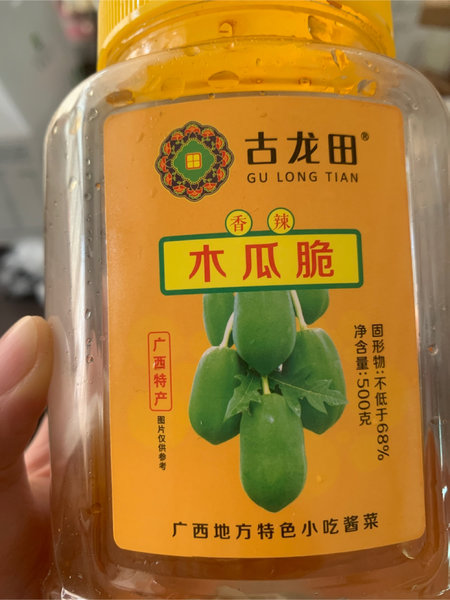 古龙田®
GU LONG TIAN
香辣
木瓜脆
固形物:不低于68%
净含量:500克
广西特产
图片仅供参考
广西地方特色小吃酱菜